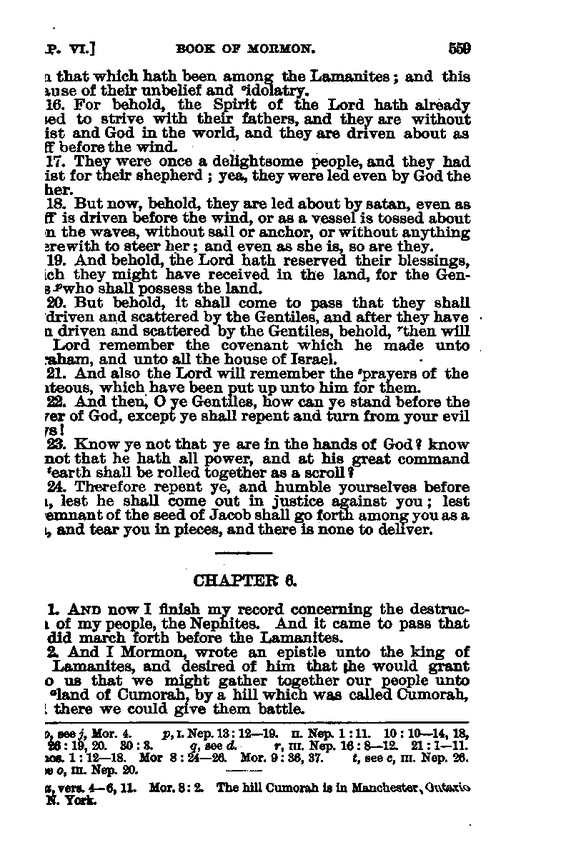 P. VI.] BOOK OF MORMON. 559
that which hath been among the Lamanites; and this
use of their unbelief and °idolatry.
16. For behold, the Spirit of the Lord hath already
ed to strive with their fathers, and they are without
ist and God in the world, and they are driven about as
ff before the wind.
17. They were once a delightsome people, and they had
ist for their shepherd; yea, they were led even by God the
her.
18. But now, behold, they are led about by satan, even as
ff is driven before the wind, or as a vessel is tossed about
n the waves, without sail or anchor, or without anything
erewith to steer her; and even as she is, so are they.
19. And behold, the Lord hath reserved their blessings,
ich they might have received in the land, for the Gen-
s ᵖwho shall possess the land.
20. But behold, it shall come to pass that they shall
driven and scattered by the Gentiles, and after they have
n driven and scattered by the Gentiles, behold, ʳthen will
Lord remember the covenant which he made unto
raham, and unto all the house of Israel.
21. And also the Lord will remember the ˢprayers of the
teous, which have been put up unto him for them.
22. And then, O ye Gentiles, how can ye stand before the
er of God, except ye shall repent and turn from your evil
ys!
23. Know ye not that ye are in the hands of God? know
not that he hath all power, and at his great command
ᵗearth shall be rolled together as a scroll?
24. Therefore repent ye, and humble yourselves before
, lest he shall come out in justice against you; lest
emnant of the seed of Jacob shall go forth among you as a
, and tear you in pieces, and there is none to deliver.
CHAPTER 6.
1. AND now I finish my record concerning the destruc-
of my people, the Nephites. And it came to pass that
did march forth before the Lamanites.
2. And I Mormon, wrote an epistle unto the king of
Lamanites, and desired of him that he would grant
o us that we might gather together our people unto
ᵃland of Cumorah, by a hill which was called Cumorah,
there we could give them battle.
o, see j, Mor. 4. p, I. Nep. 13:12—19. II. Nep. 1:11. 10:10—14, 18,
26:19, 20. 30:3. q, see d. r, III. Nep. 16:8—12. 21:1—11.
nos. 1:12—18. Mor 8:24—26. Mor. 9:36, 37. t, see c, III. Nep. 26.
e o, III. Nep. 20.
a, vers. 4—6, 11. Mor. 8:2. The hill Cumorah is in Manchester, Ontario
N. York.